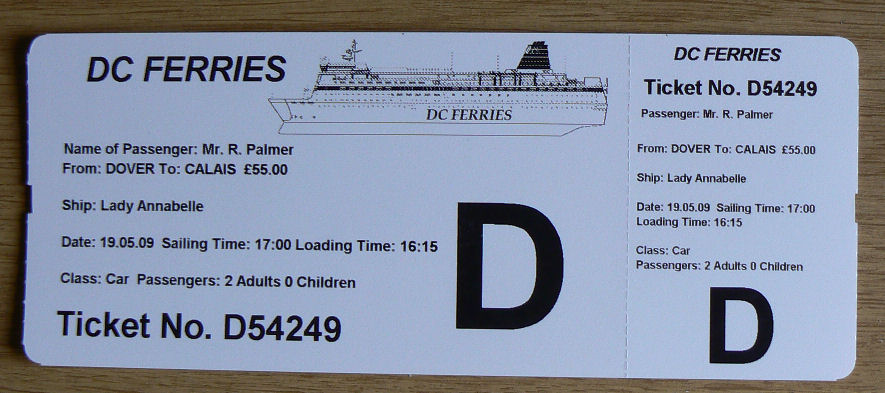 DC FERRIES
DC FERRIES
Name of Passenger: Mr. R. Palmer
From: DOVER To: CALAIS £55.00
Ship: Lady Annabelle
Date: 19.05.09 Sailing Time: 17:00 Loading Time: 16:15
Class: Car Passengers: 2 Adults 0 Children
Ticket No. D54249
D
DC FERRIES
Ticket No. D54249
Passenger: Mr. R. Palmer
From: DOVER To: CALAIS £55.00
Ship: Lady Annabelle
Date: 19.05.09 Sailing Time: 17:00
Loading Time: 16:15
Class: Car
Passengers: 2 Adults 0 Children
D